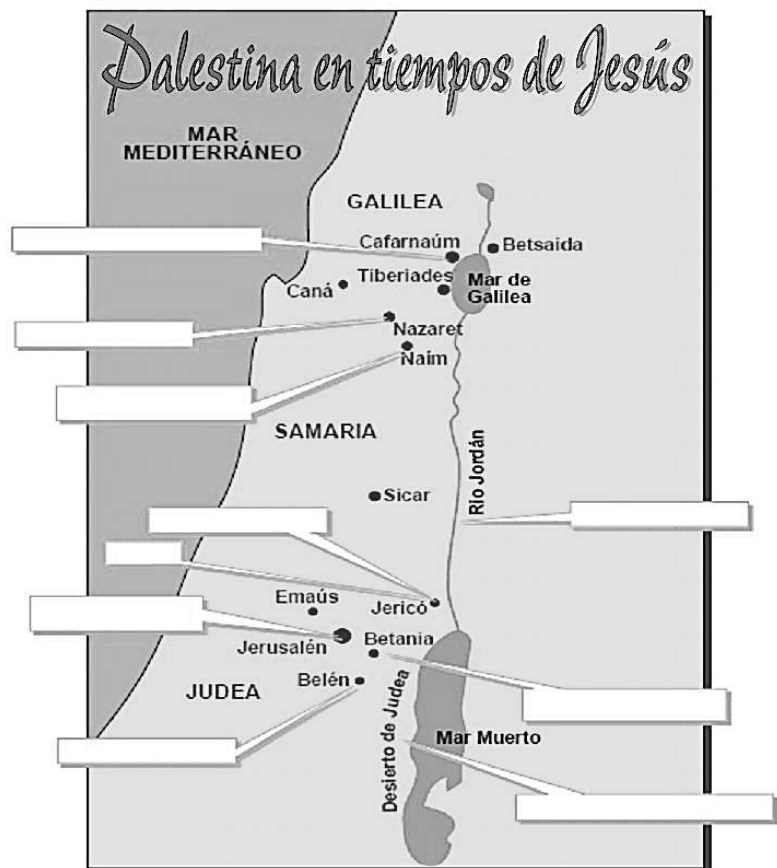 Palestina en tiempos de Jesús
MAR
MEDITERRÁNEO
GALILEA
Cafarnaúm
Betsaida
Tiberiades
Mar de
Galilea
Caná
Nazaret
Naim
SAMARIA
Río Jordán
Sicar
Emaús
Jericó
Jerusalén
Betania
JUDEA
Belén
Desierto de Judea
Mar Muerto